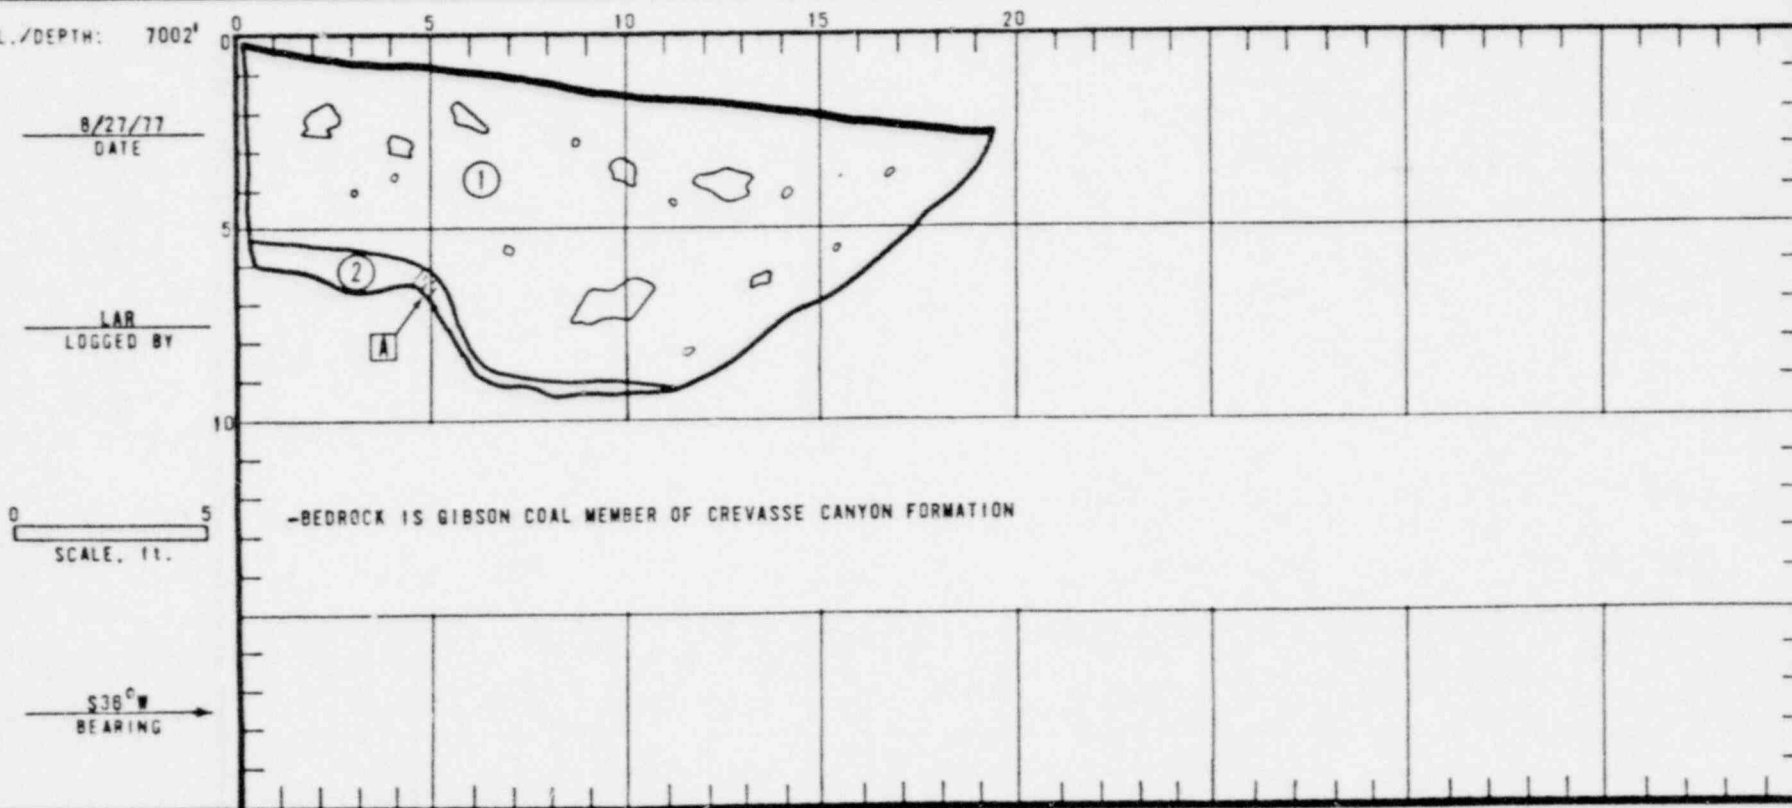 0 5 10 15 20
L./DEPTH: 7002'
0
8/27/77
DATE
1
5
2
LAR
LOGGED BY
A
10
0 5
SCALE, ft.
-BEDROCK IS GIBSON COAL MEMBER OF CREVASSE CANYON FORMATION
S38°W
BEARING